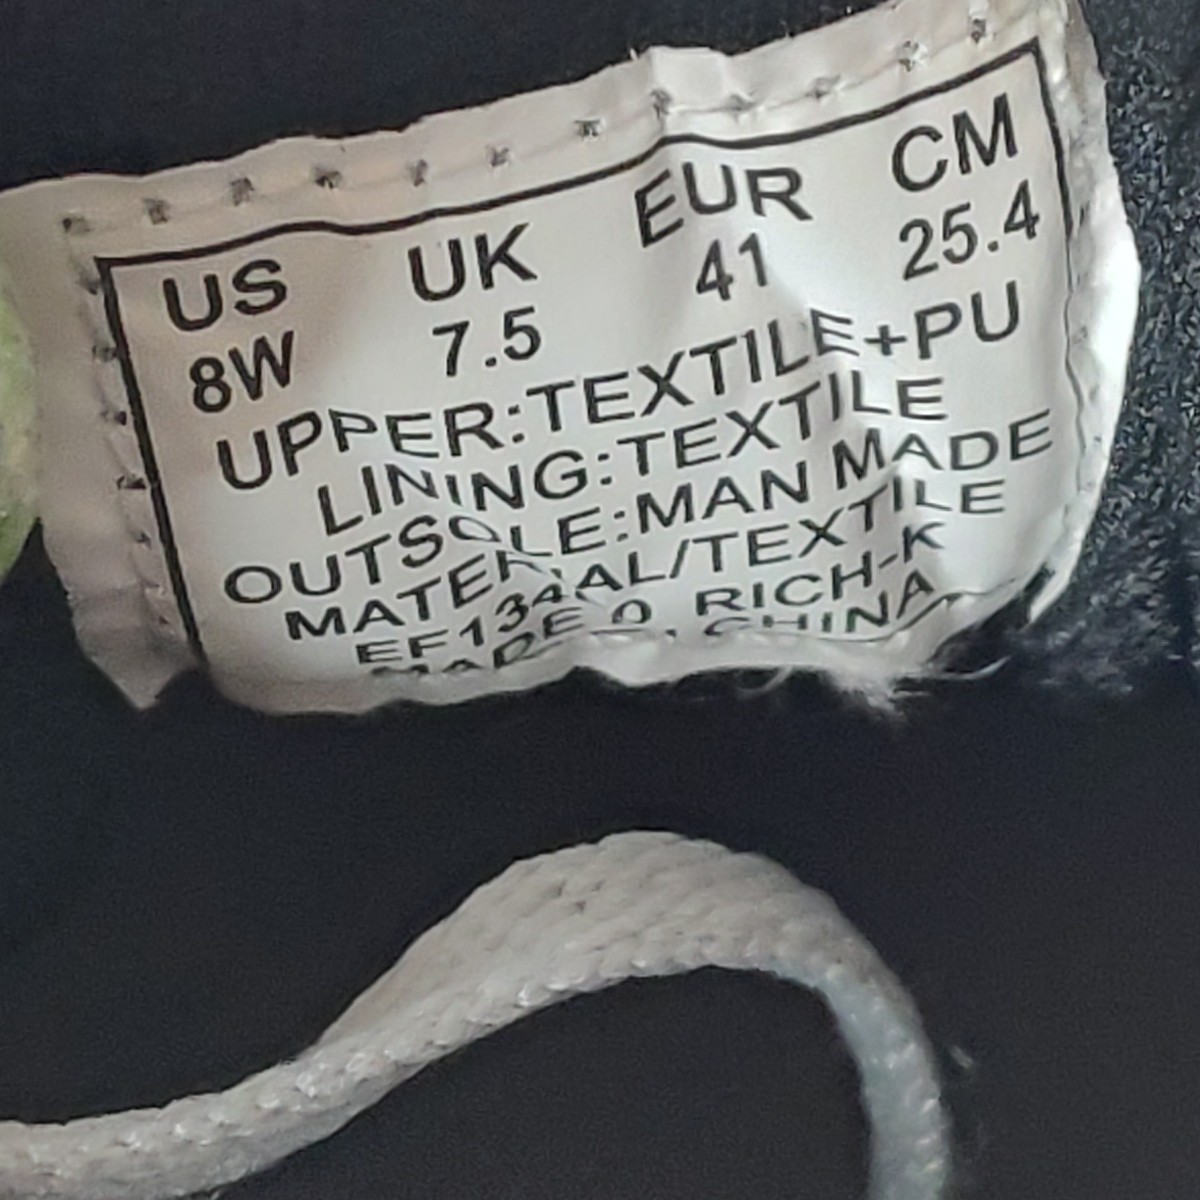 US UK EUR CM
8W 7.5 41 25.4
UPPER:TEXTILE+PU
LINING:TEXTILE
OUTSOLE:MAN MADE
MATERIAL/TEXTILE
RICH-K
CHINA